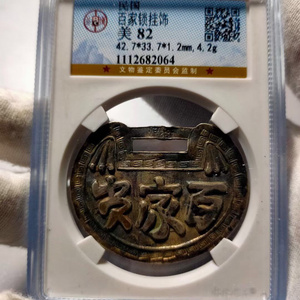 民国
百家锁挂饰
美 82
42.7*33.7*1.2mm,4.2g
1112682064
文物鉴定委员会监制
百家